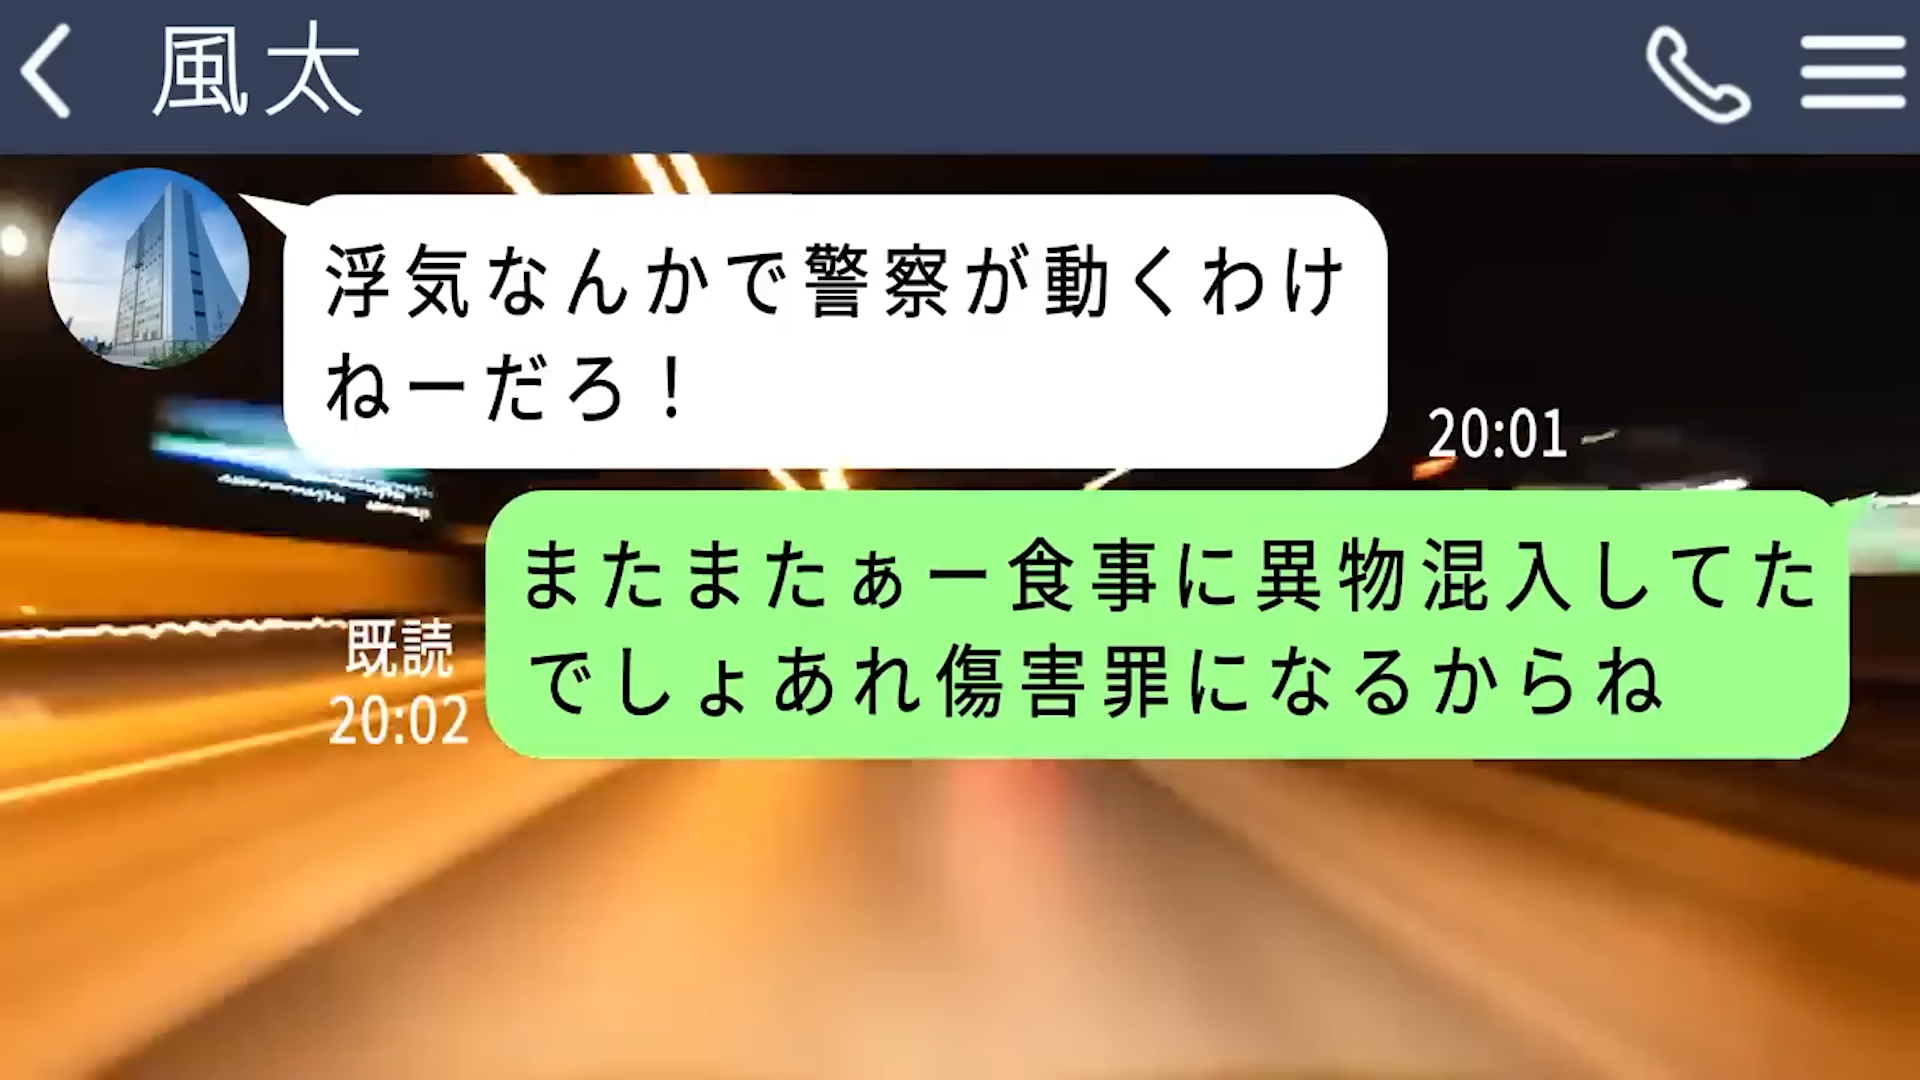 風太
浮気なんかで警察が動くわけ
ねーだろ！
20:01
またまたぁー食事に異物混入してた
でしょあれ傷害罪になるからね
既読
20:02